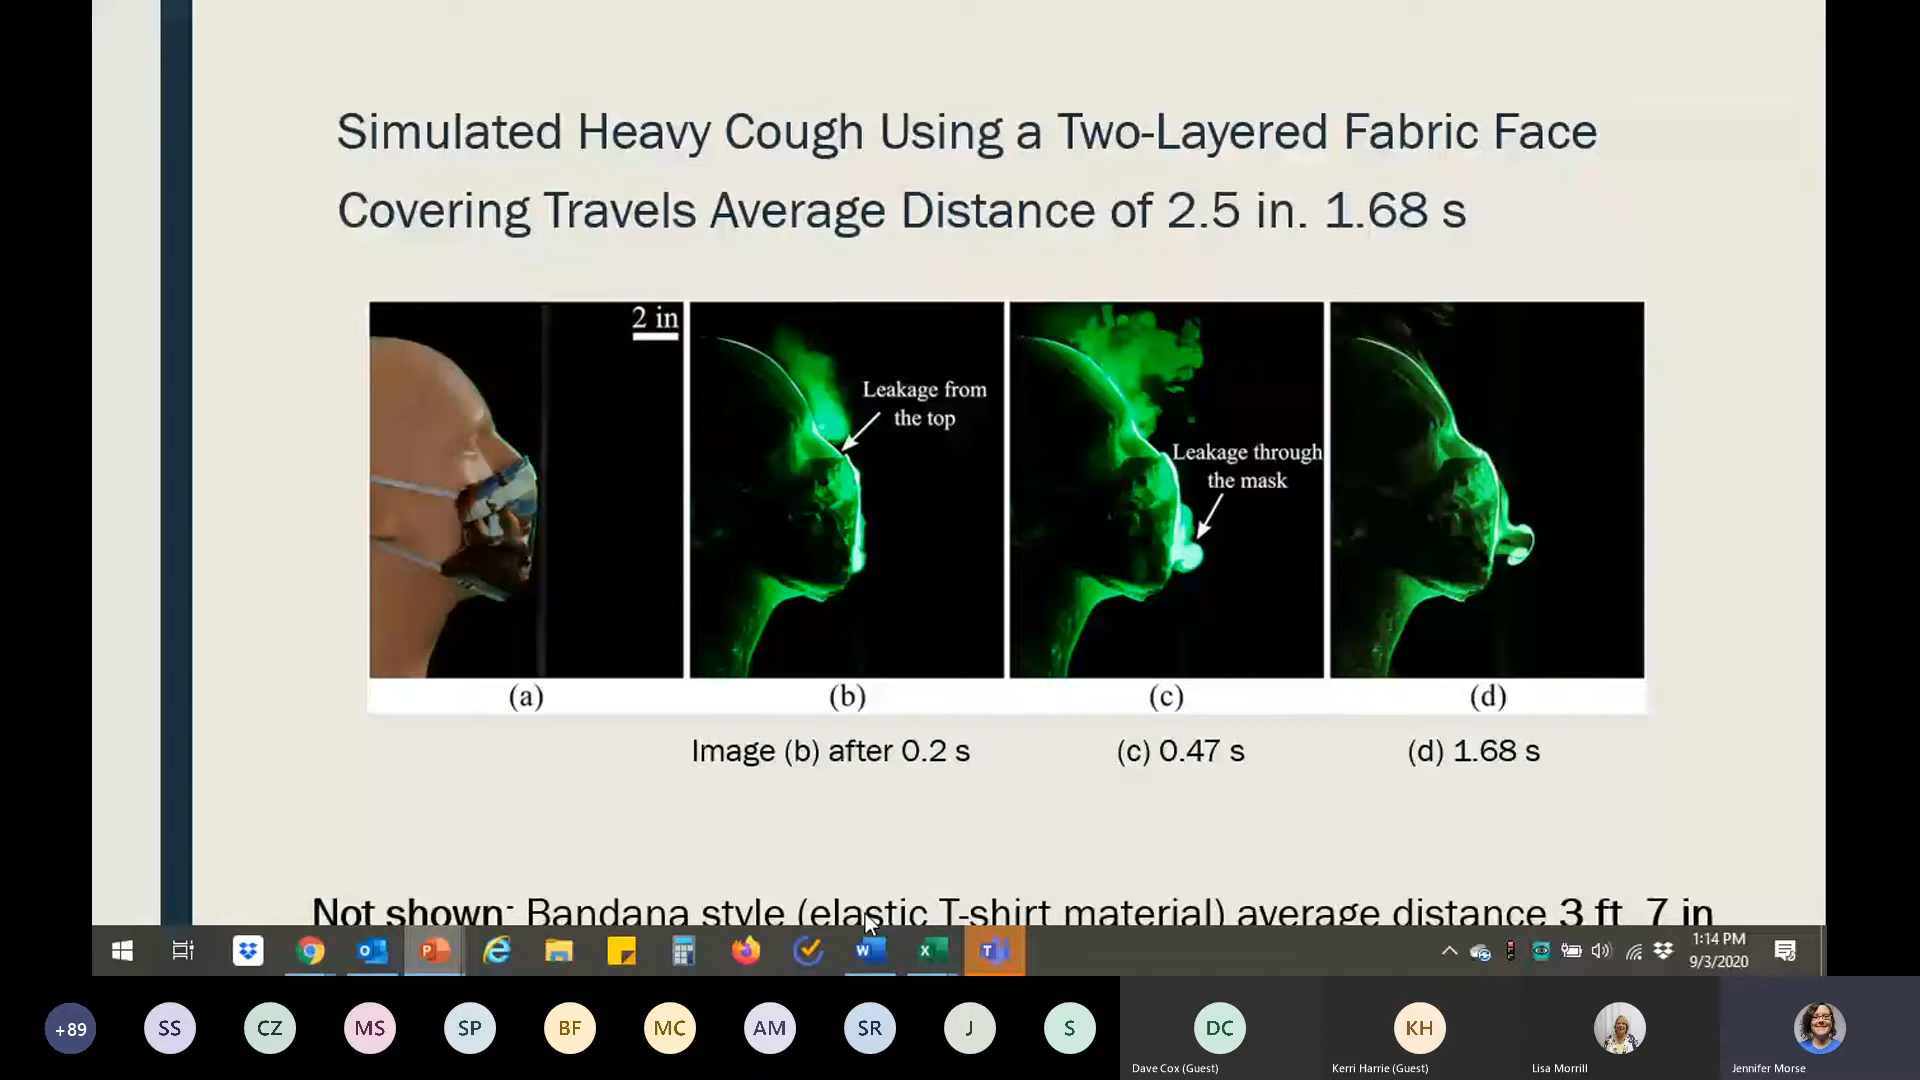 Simulated Heavy Cough Using a Two-Layered Fabric Face
Covering Travels Average Distance of 2.5 in. 1.68 s
2 in
Leakage from
the top
Leakage through
the mask
(a)
(b)
(c)
(d)
Image (b) after 0.2 s
(c) 0.47 s
(d) 1.68 s
Not shown: Bandana style (elastic T-shirt material) average distance 3 ft 7 in
1:14 PM
9/3/2020
+89
SS
CZ
MS
SP
BF
MC
AM
SR
J
S
DC
KH
Dave Cox (Guest)
Kerri Harrie (Guest)
Lisa Morrill
Jennifer Morse